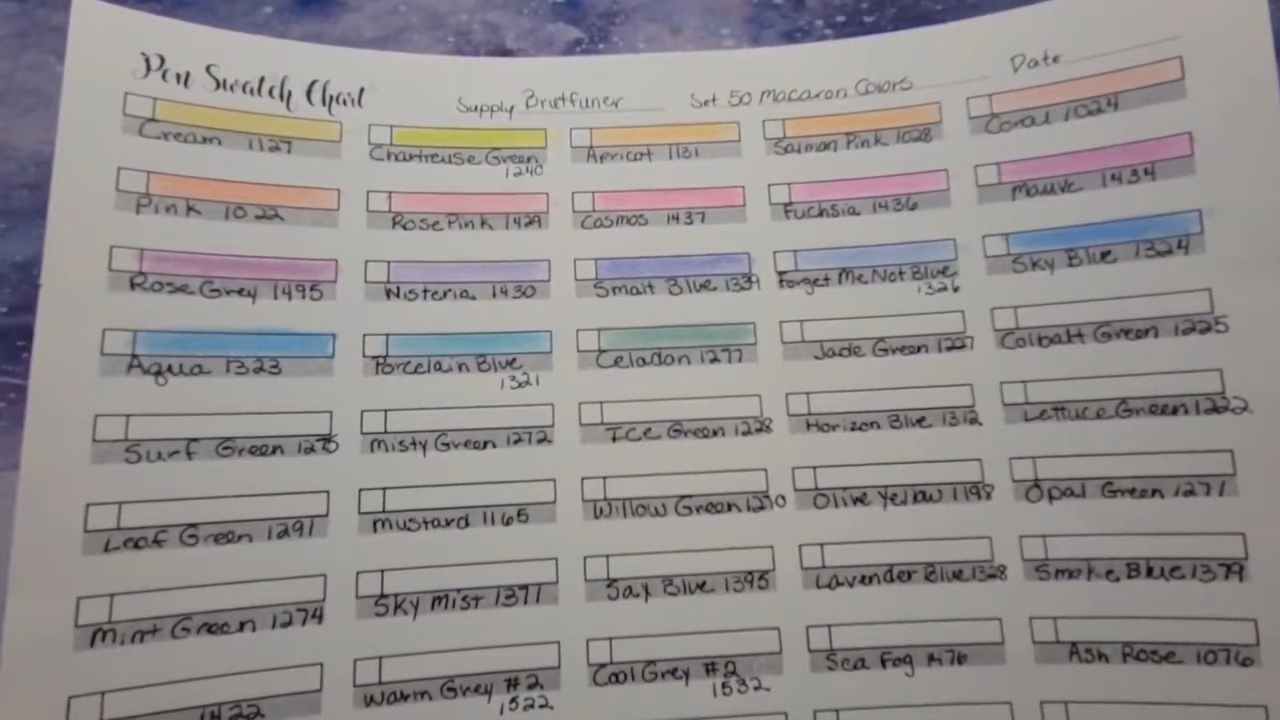 Pen Swatch Chart
Supply Brutfuner
Set 50 Macaron Colors
Date
Cream 1127
Chartreuse Green 1240
Apricot 1131
Salmon Pink 1028
Coral 1024
Pink 1022
Rose Pink 1429
Cosmos 1437
Fuchsia 1436
Mauve 1434
Rose Grey 1495
Wisteria 1430
Smalt Blue 1339
Forget Me Not Blue 1326
Sky Blue 1324
Aqua 1323
Porcelain Blue 1321
Celadon 1277
Jade Green 1227
Colbalt Green 1225
Surf Green
Misty Green 1272
Ice Green 1228
Horizon Blue 1312
Lettuce Green 1222
Leaf Green 1291
Mustard 1165
Willow Green 1270
Olive Yellow 1198
Opal Green 1271
Mint Green 1274
Sky Mist 1371
Say Blue 1395
Lavender Blue 1328
Smoke Blue 1379
1422
Warm Grey #2 1522
Cool Grey #2 1532
Sea Fog 1476
Ash Rose 1076